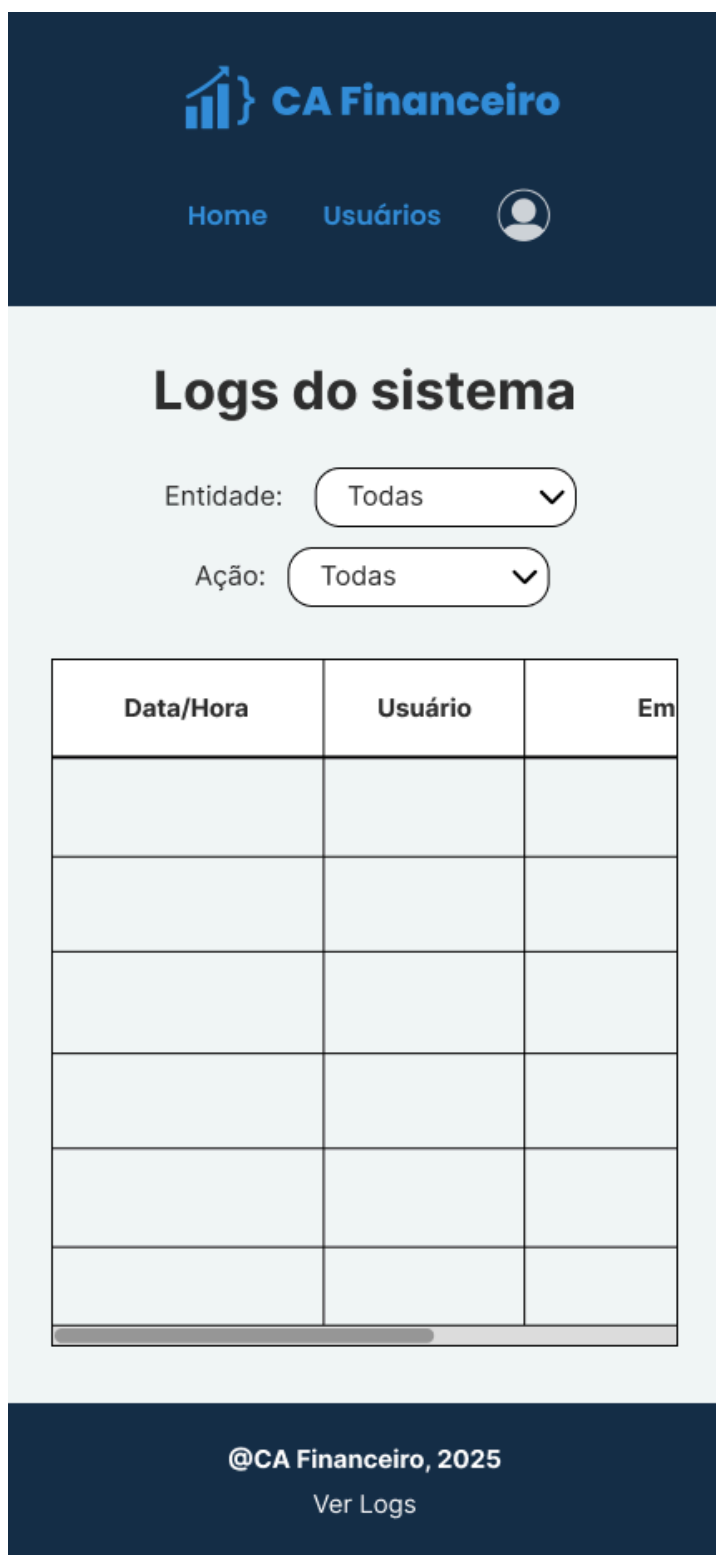 CA Financeiro
Home Usuários
Logs do sistema
Entidade: Todas
Ação: Todas
Data/Hora Usuário Em
@CA Financeiro, 2025
Ver Logs